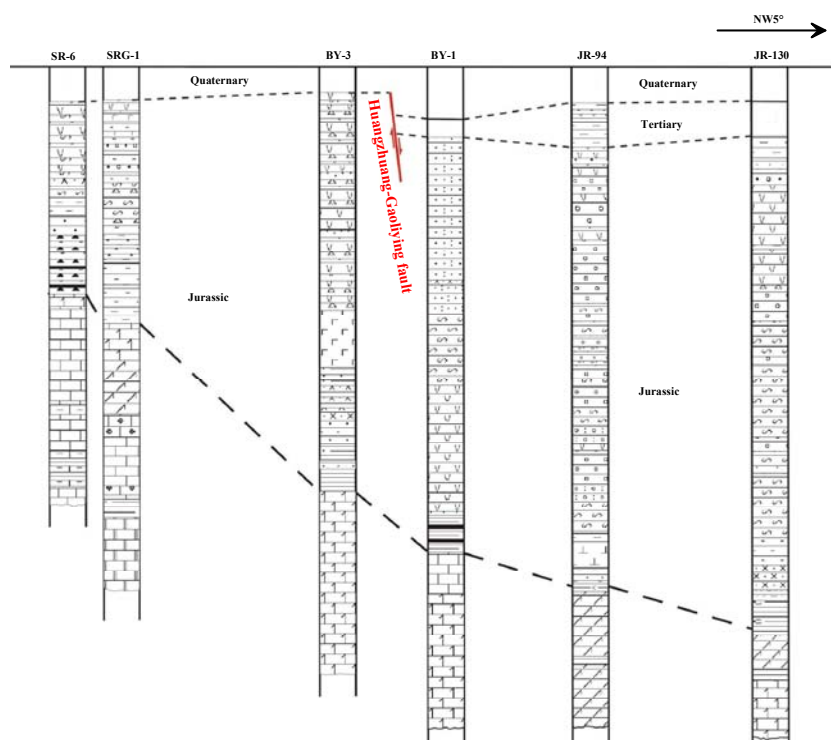 NW5°
SR-6 SRG-1 BY-3 BY-1 JR-94 JR-130
Quaternary Quaternary
Tertiary
Huangzhuang-Gaoliying fault
Jurassic
Jurassic